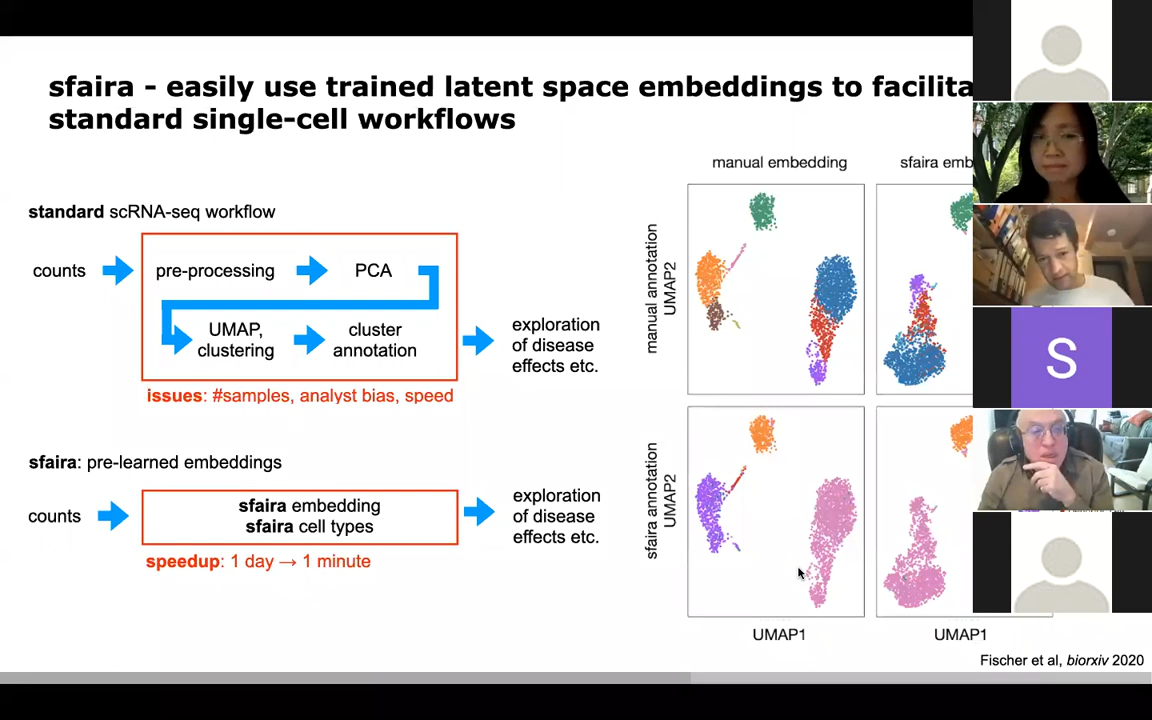 sfaira - easily use trained latent space embeddings to
standard single-cell workflows
standard scRNA-seq workflow
counts
pre-processing
PCA
UMAP,
clustering
cluster
annotation
exploration
of disease
effects etc.
issues: #samples, analyst bias, speed
sfaira: pre-learned embeddings
counts
sfaira embedding
sfaira cell types
exploration
of disease
effects etc.
speedup: 1 day → 1 minute
manual embedding
sfaira
manual annotation
UMAP2
sfaira annotation
UMAP2
UMAP1
UMAP1
S
Fischer et al, biorxiv 2020